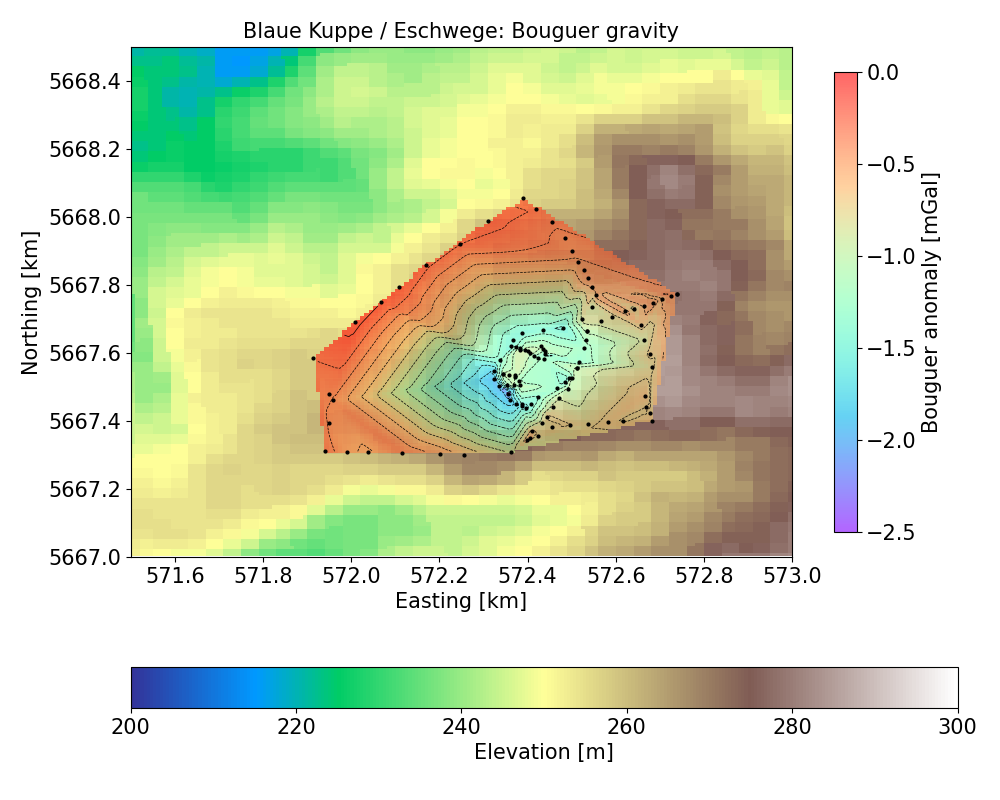 Blaue Kuppe / Eschwege: Bouguer gravity
5668.4
5668.2
5668.0
5667.8
5667.6
5667.4
5667.2
5667.0
Northing [km]
571.6 571.8 572.0 572.2 572.4 572.6 572.8 573.0
Easting [km]
0.0
−0.5
−1.0
−1.5
−2.0
−2.5
Bouguer anomaly [mGal]
200 220 240 260 280 300
Elevation [m]